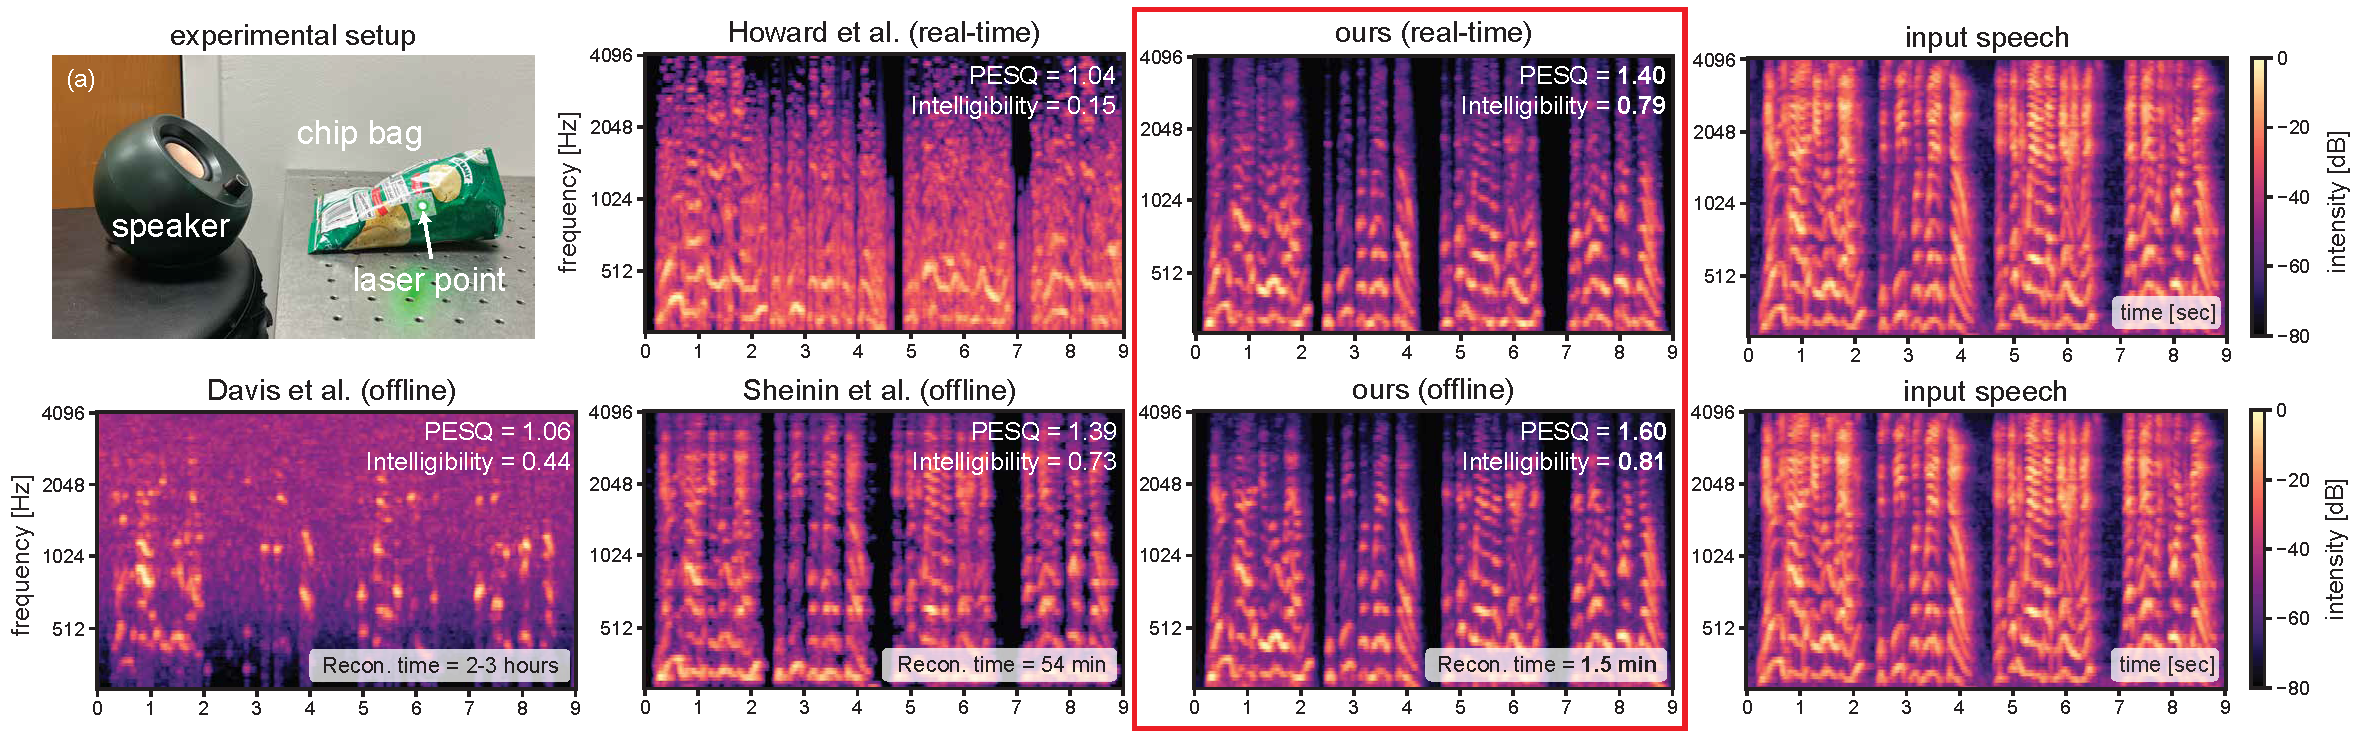 experimental setup
(a)
chip bag
speaker
laser point
Howard et al. (real-time)
PESQ = 1.04
Intelligibility = 0.15
frequency [Hz]
4096
2048
1024
512
0 1 2 3 4 5 6 7 8 9
ours (real-time)
PESQ = 1.40
Intelligibility = 0.79
4096
2048
1024
512
0 1 2 3 4 5 6 7 8 9
input speech
4096
2048
1024
512
time [sec]
0 1 2 3 4 5 6 7 8 9
0
−20
−40
−60
−80
intensity [dB]
Davis et al. (offline)
PESQ = 1.06
Intelligibility = 0.44
frequency [Hz]
4096
2048
1024
512
Recon. time = 2-3 hours
0 1 2 3 4 5 6 7 8 9
Sheinin et al. (offline)
PESQ = 1.39
Intelligibility = 0.73
4096
2048
1024
512
Recon. time = 54 min
0 1 2 3 4 5 6 7 8 9
ours (offline)
PESQ = 1.60
Intelligibility = 0.81
4096
2048
1024
512
Recon. time = 1.5 min
0 1 2 3 4 5 6 7 8 9
input speech
4096
2048
1024
512
time [sec]
0 1 2 3 4 5 6 7 8 9
0
−20
−40
−60
−80
intensity [dB]